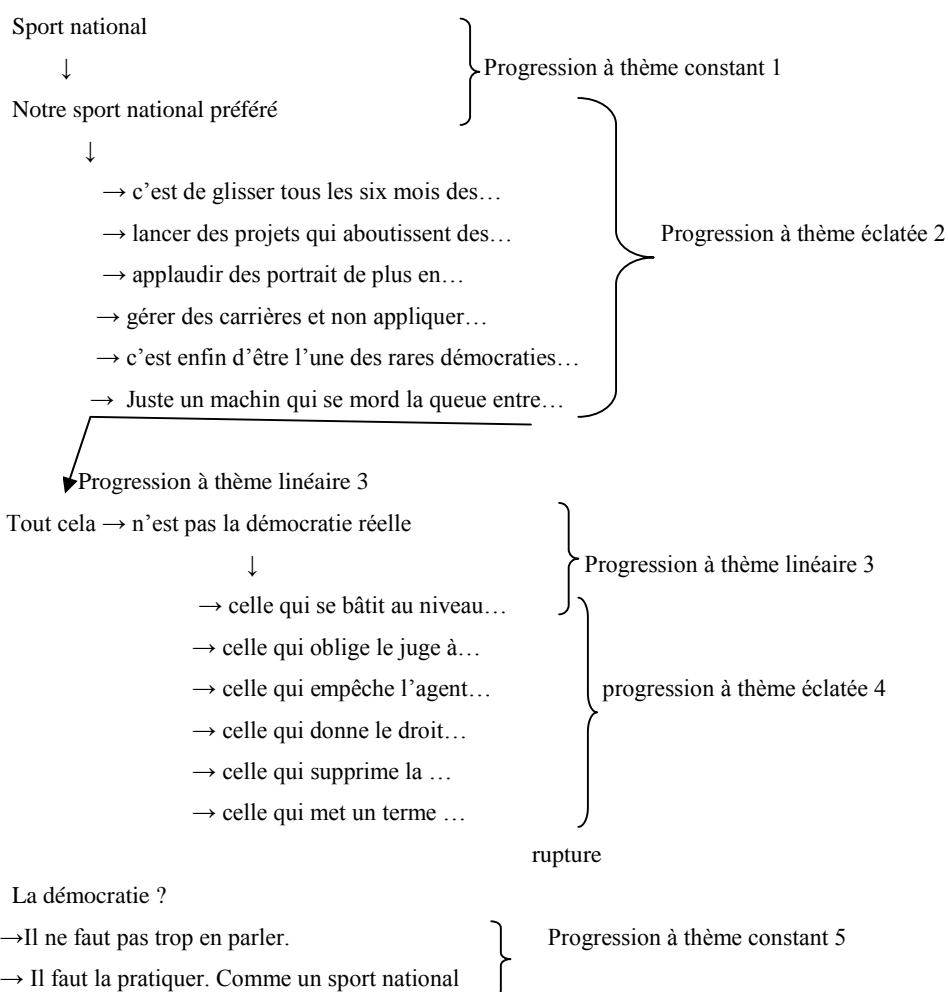 Sport national
↓ Progression à thème constant 1
Notre sport national préféré
↓
→ c’est de glisser tous les six mois des…
→ lancer des projets qui aboutissent des… Progression à thème éclatée 2
→ applaudir des portrait de plus en…
→ gérer des carrières et non appliquer…
→ c’est enfin d’être l’une des rares démocraties…
→ Juste un machin qui se mord la queue entre…
Progression à thème linéaire 3
Tout cela → n’est pas la démocratie réelle
↓ Progression à thème linéaire 3
→ celle qui se bâtit au niveau…
→ celle qui oblige le juge à…
→ celle qui empêche l’agent… progression à thème éclatée 4
→ celle qui donne le droit…
→ celle qui supprime la …
→ celle qui met un terme …
rupture
La démocratie ?
→Il ne faut pas trop en parler. Progression à thème constant 5
→ Il faut la pratiquer. Comme un sport national